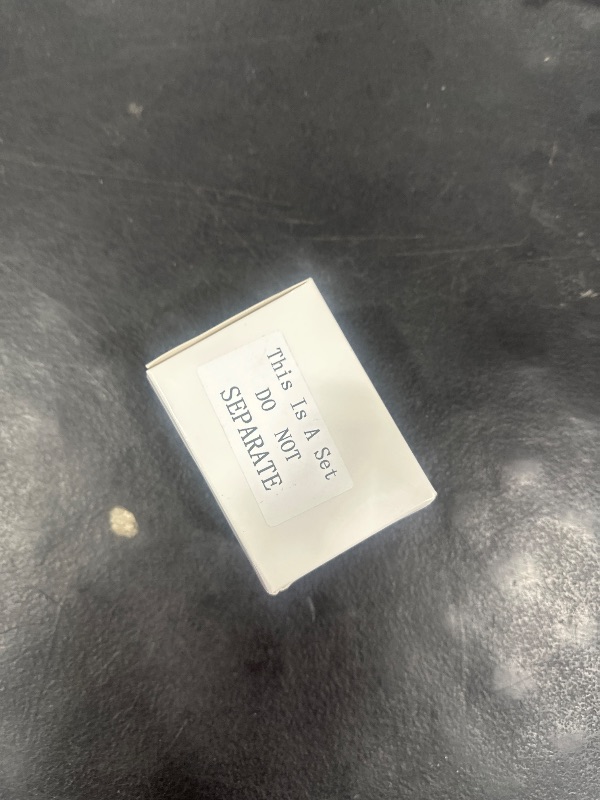 This Is A Set
DO NOT
SEPARATE